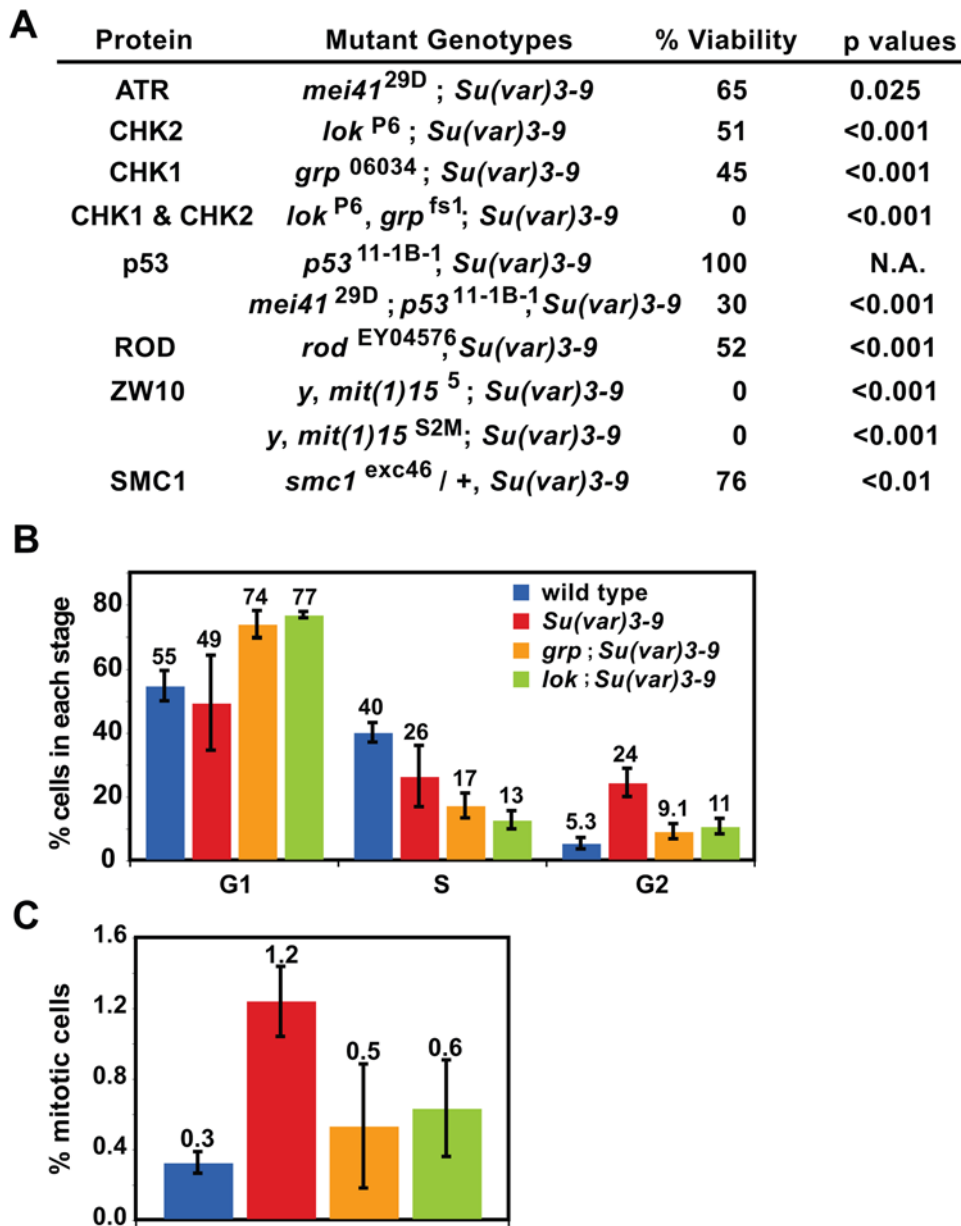 A
Protein Mutant Genotypes % Viability p values
ATR mei41 29D ; Su(var)3-9 65 0.025
CHK2 lok P6 ; Su(var)3-9 51 <0.001
CHK1 grp 06034 ; Su(var)3-9 45 <0.001
CHK1 & CHK2 lok P6, grp fs1; Su(var)3-9 0 <0.001
p53 p53 11-1B-1, Su(var)3-9 100 N.A.
mei41 29D ; p53 11-1B-1, Su(var)3-9 30 <0.001
ROD rod EY04576, Su(var)3-9 52 <0.001
ZW10 y, mit(1)15 5 ; Su(var)3-9 0 <0.001
y, mit(1)15 S2M; Su(var)3-9 0 <0.001
SMC1 smc1 exc46 / +, Su(var)3-9 76 <0.01
B
% cells in each stage
80
60
40
20
0
55 49 74 77
40 26 17 13
5.3 24 9.1 11
wild type
Su(var)3-9
grp ; Su(var)3-9
lok ; Su(var)3-9
G1 S G2
C
% mitotic cells
1.6
1.2
0.8
0.4
0.0
0.3 1.2 0.5 0.6